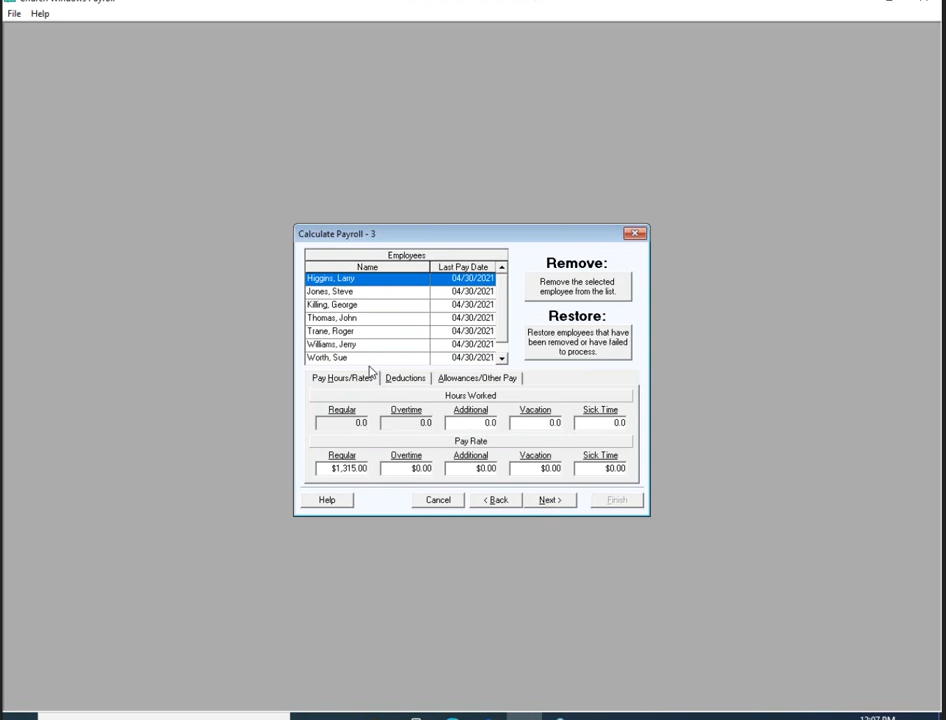 Church Windows Payroll
File Help
Calculate Payroll - 3
Employees
Name Last Pay Date
Higgins, Larry 04/30/2021
Jones, Steve 04/30/2021
Killing, George 04/30/2021
Thomas, John 04/30/2021
Trane, Roger 04/30/2021
Williams, Jerry 04/30/2021
Worth, Sue 04/30/2021
Remove:
Remove the selected
employee from the list.
Restore:
Restore employees that have
been removed or have failed
to process.
Pay Hours/Rates Deductions Allowances/Other Pay
Hours Worked
Regular Overtime Additional Vacation Sick Time
0.0 0.0 0.0 0.0 0.0
Pay Rate
Regular Overtime Additional Vacation Sick Time
$1,315.00 $0.00 $0.00 $0.00 $0.00
Help Cancel < Back Next > Finish
12:07 PM